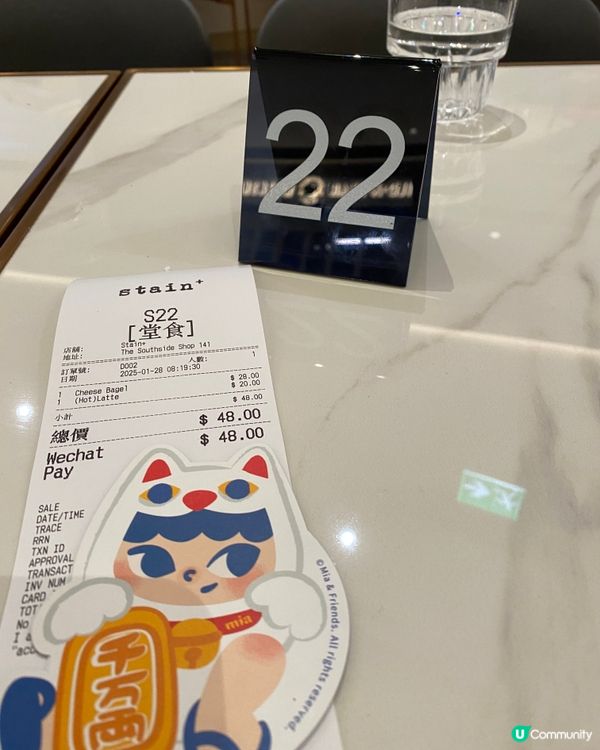 22
stain+
S22
[堂食]
店舖: Stain+
地址: The Southside Shop 141
訂單號: D002 人數: 1
日期 2025-01-28 08:19:30
1 Cheese Bagel $ 28.00
1 (Hot)Latte $ 20.00
小計 $ 48.00
總價 $ 48.00
Wechat Pay $ 48.00
SALE
DATE/TIME
TRACE
RRN
TXN ID
APPROVAL
TRANSACT
INV NUM
CARD
TOT
No
I a
"acc
mia
千万両
©Mia & Friends. All rights reserved.
U Community